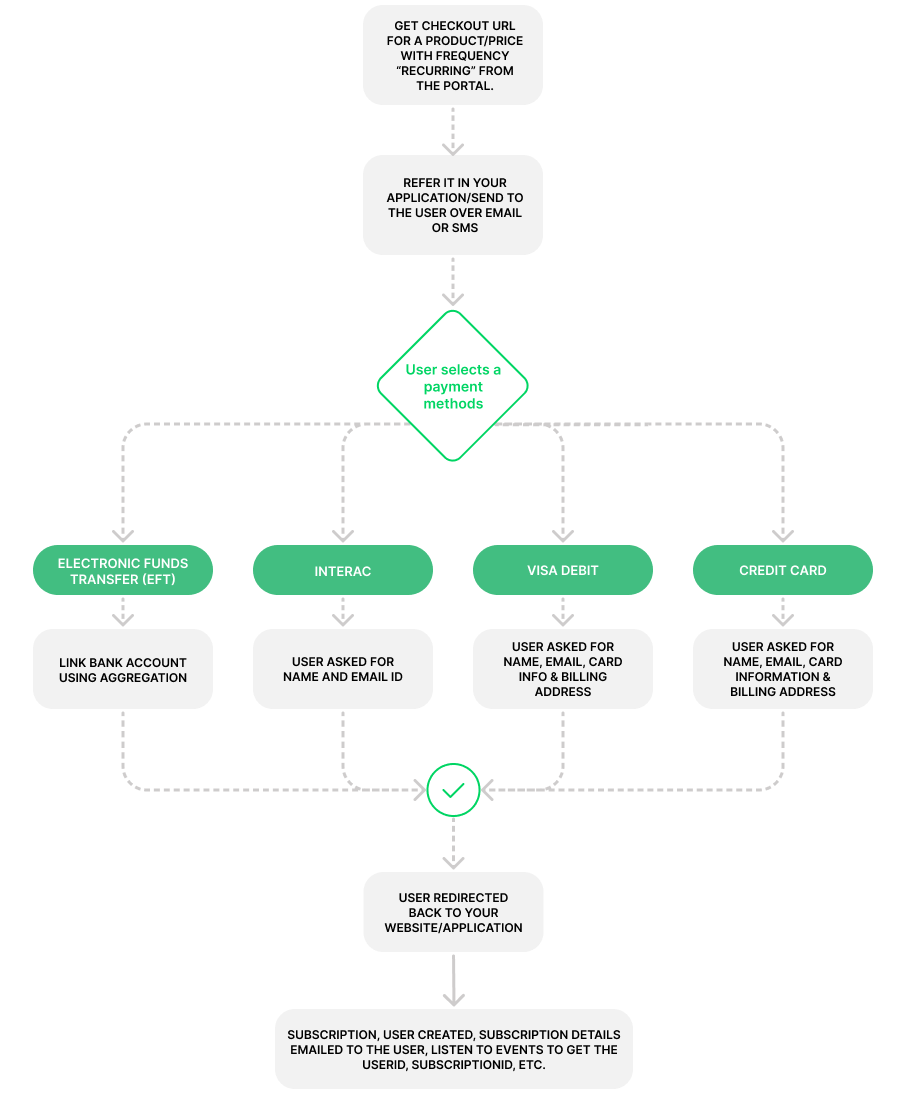 GET CHECKOUT URL
FOR A PRODUCT/PRICE
WITH FREQUENCY
“RECURRING” FROM
THE PORTAL.
REFER IT IN YOUR
APPLICATION/SEND TO
THE USER OVER EMAIL
OR SMS
User selects a
payment
methods
ELECTRONIC FUNDS
TRANSFER (EFT)
INTERAC
VISA DEBIT
CREDIT CARD
LINK BANK ACCOUNT
USING AGGREGATION
USER ASKED FOR
NAME AND EMAIL ID
USER ASKED FOR
NAME, EMAIL, CARD
INFO & BILLING
ADDRESS
USER ASKED FOR
NAME, EMAIL, CARD
INFORMATION &
BILLING ADDRESS
USER REDIRECTED
BACK TO YOUR
WEBSITE/APPLICATION
SUBSCRIPTION, USER CREATED, SUBSCRIPTION DETAILS
EMAILED TO THE USER, LISTEN TO EVENTS TO GET THE
USERID, SUBSCRIPTIONID, ETC.